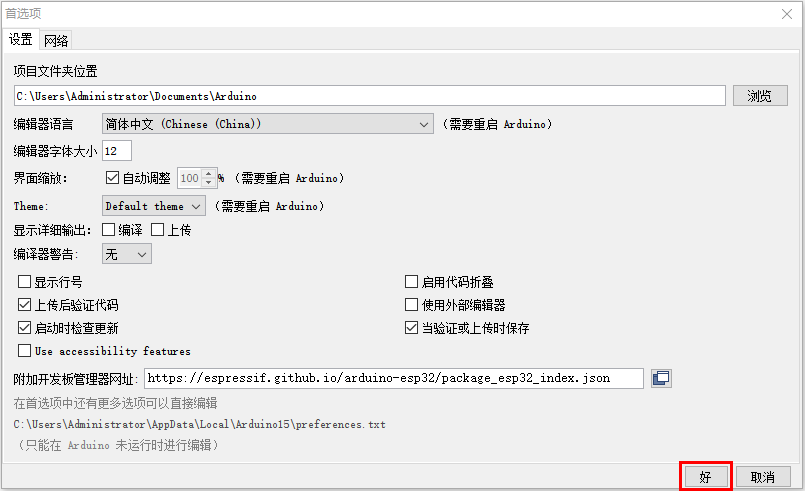 首选项
设置 网络
项目文件夹位置
C:\Users\Administrator\Documents\Arduino 浏览
编辑器语言 简体中文 (Chinese (China)) （需要重启 Arduino）
编辑器字体大小 12
界面缩放： 自动调整 100 % （需要重启 Arduino）
Theme: Default theme （需要重启 Arduino）
显示详细输出： 编译 上传
编译器警告: 无
显示行号 启用代码折叠
上传后验证代码 使用外部编辑器
启动时检查更新 当验证或上传时保存
Use accessibility features
附加开发板管理器网址: https://espressif.github.io/arduino-esp32/package_esp32_index.json
在首选项中还有更多选项可以直接编辑
C:\Users\Administrator\AppData\Local\Arduino15\preferences.txt
（只能在 Arduino 未运行时进行编辑）
好 取消